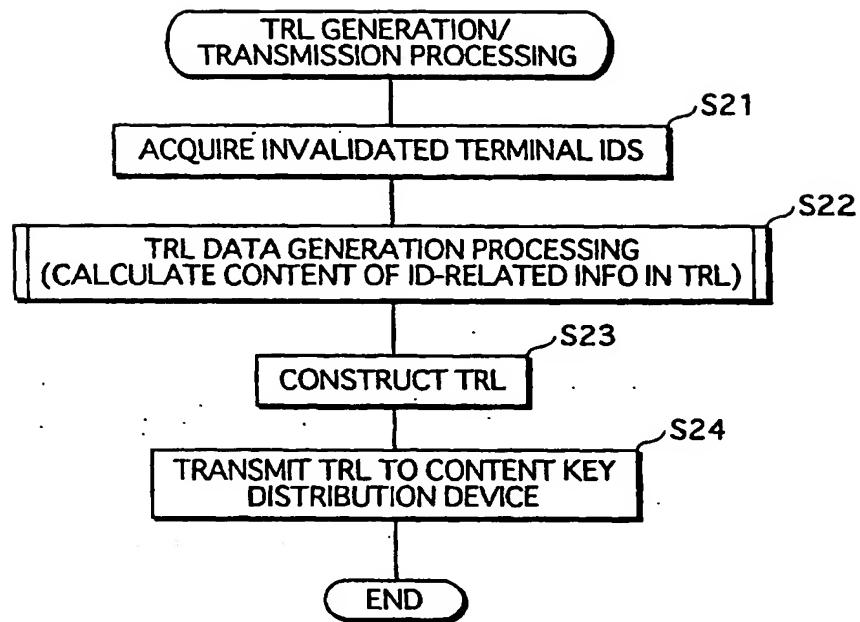 TRL GENERATION/
TRANSMISSION PROCESSING
S21
ACQUIRE INVALIDATED TERMINAL IDS
S22
TRL DATA GENERATION PROCESSING
(CALCULATE CONTENT OF ID-RELATED INFO IN TRL)
S23
CONSTRUCT TRL
S24
TRANSMIT TRL TO CONTENT KEY
DISTRIBUTION DEVICE
END